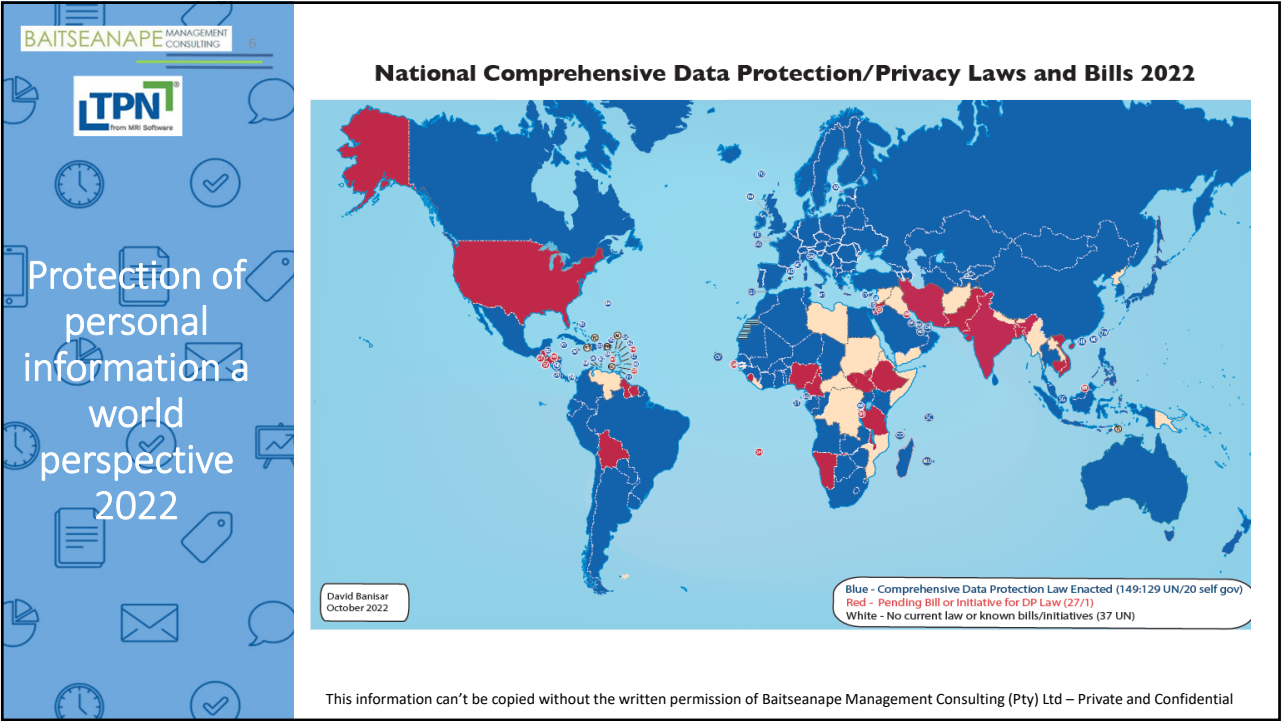 BAITSEANAPE MANAGEMENT
CONSULTING
6
TPN®
from MRI Software
Protection of
personal
information a
world
perspective
2022
National Comprehensive Data Protection/Privacy Laws and Bills 2022
David Banisar
October 2022
Blue - Comprehensive Data Protection Law Enacted (149:129 UN/20 self gov)
Red - Pending Bill or Initiative for DP Law (27/1)
White - No current law or known bills/initiatives (37 UN)
This information can’t be copied without the written permission of Baitseanape Management Consulting (Pty) Ltd – Private and Confidential